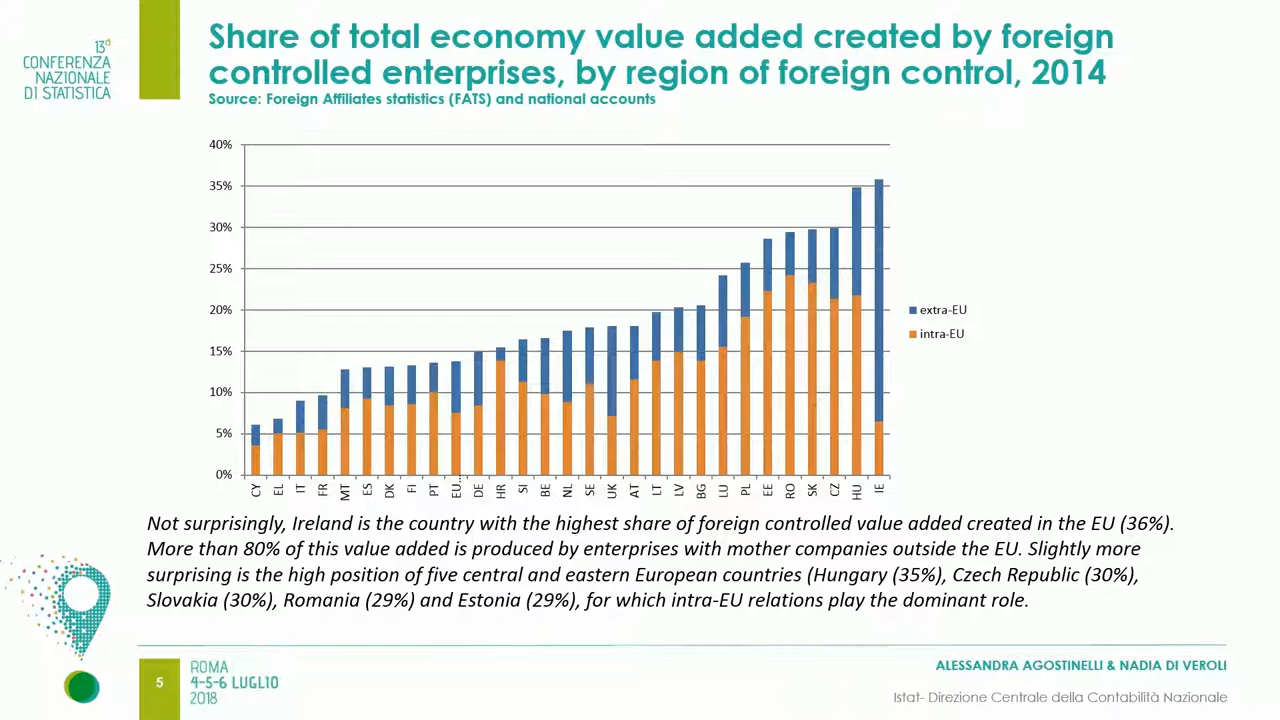 13ª
CONFERENZA
NAZIONALE
DI STATISTICA
Share of total economy value added created by foreign
controlled enterprises, by region of foreign control, 2014
Source: Foreign Affiliates statistics (FATS) and national accounts
40%
35%
30%
25%
20%
15%
10%
5%
0%
CY EL IT FR MT ES DK FI PT EU... DE HR SI BE NL SE UK AT LT LV BG LU PL EE RO SK CZ HU IE
extra-EU
intra-EU
Not surprisingly, Ireland is the country with the highest share of foreign controlled value added created in the EU (36%).
More than 80% of this value added is produced by enterprises with mother companies outside the EU. Slightly more
surprising is the high position of five central and eastern European countries (Hungary (35%), Czech Republic (30%),
Slovakia (30%), Romania (29%) and Estonia (29%), for which intra-EU relations play the dominant role.
5
ROMA
4-5-6 LUGLIO
2018
ALESSANDRA AGOSTINELLI & NADIA DI VEROLI
Istat- Direzione Centrale della Contabilità Nazionale